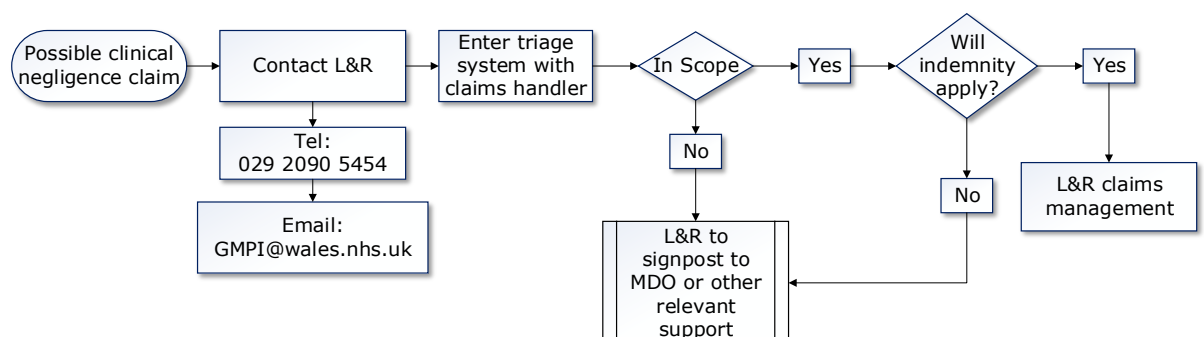 Possible clinical
negligence claim
Contact L&R
Enter triage
system with
claims handler
In Scope
Yes
Will
indemnity
apply?
Yes
Tel:
029 2090 5454
No
No
L&R claims
management
Email:
GMPI@wales.nhs.uk
L&R to
signpost to
MDO or other
relevant
support